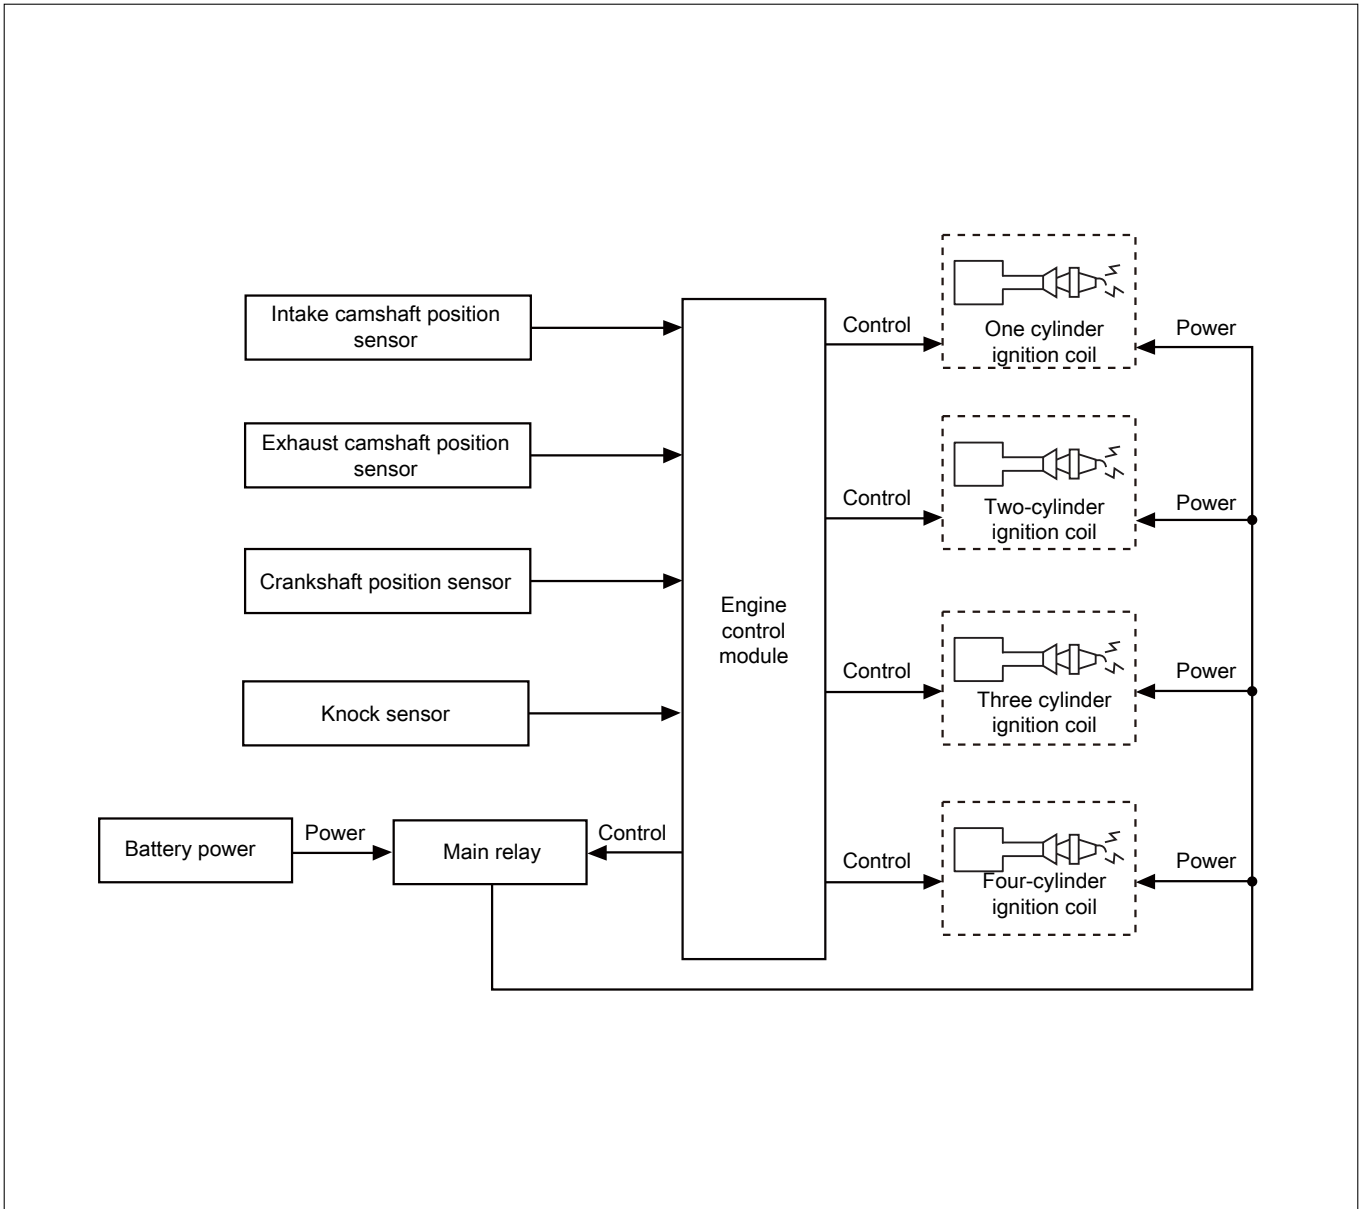 Intake camshaft position
sensor
Exhaust camshaft position
sensor
Crankshaft position sensor
Knock sensor
Battery power
Power
Main relay
Control
Engine
control
module
Control
One cylinder
ignition coil
Power
Control
Two-cylinder
ignition coil
Power
Control
Three cylinder
ignition coil
Power
Control
Four-cylinder
ignition coil
Power